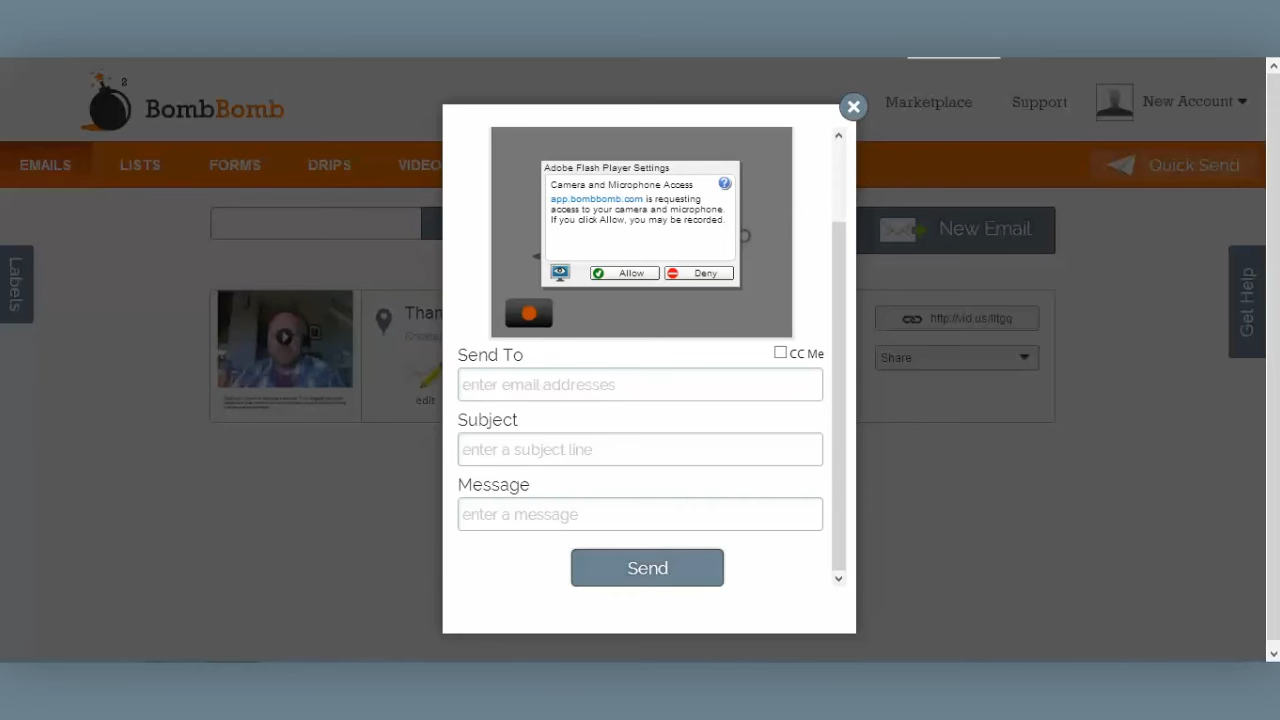 2
BombBomb
Marketplace
Support
New Account
EMAILS
LISTS
FORMS
DRIPS
VIDEO
Quick Send
Adobe Flash Player Settings
Camera and Microphone Access
app.bombbomb.com is requesting
access to your camera and microphone.
If you click Allow, you may be recorded.
Allow
Deny
New Email
Labels
Get Help
Than
edit
Share
Send To
CC Me
enter email addresses
Subject
enter a subject line
Message
enter a message
Send